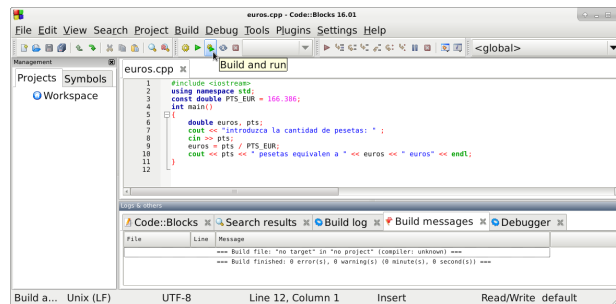 euros.cpp - Code::Blocks 16.01
File Edit View Search Project Build Debug Tools Plugins Settings Help
<global>
Build and run
Management
Projects Symbols
Workspace
euros.cpp
1 #include <iostream>
2 using namespace std;
3 const double PTS_EUR = 166.386;
4 int main()
5 {
6 double euros, pts;
7 cout << "introduzca la cantidad de pesetas: " ;
8 cin >> pts;
9 euros = pts / PTS_EUR;
10 cout << pts << " pesetas equivalen a " << euros << " euros" << endl;
11 }
12
Logs & others
Code::Blocks Search results Build log Build messages Debugger
File Line Message
=== Build file: "no target" in "no project" (compiler: unknown) ===
=== Build finished: 0 error(s), 0 warning(s) (0 minute(s), 0 second(s)) ===
Build a... Unix (LF) UTF-8 Line 12, Column 1 Insert Read/Write default